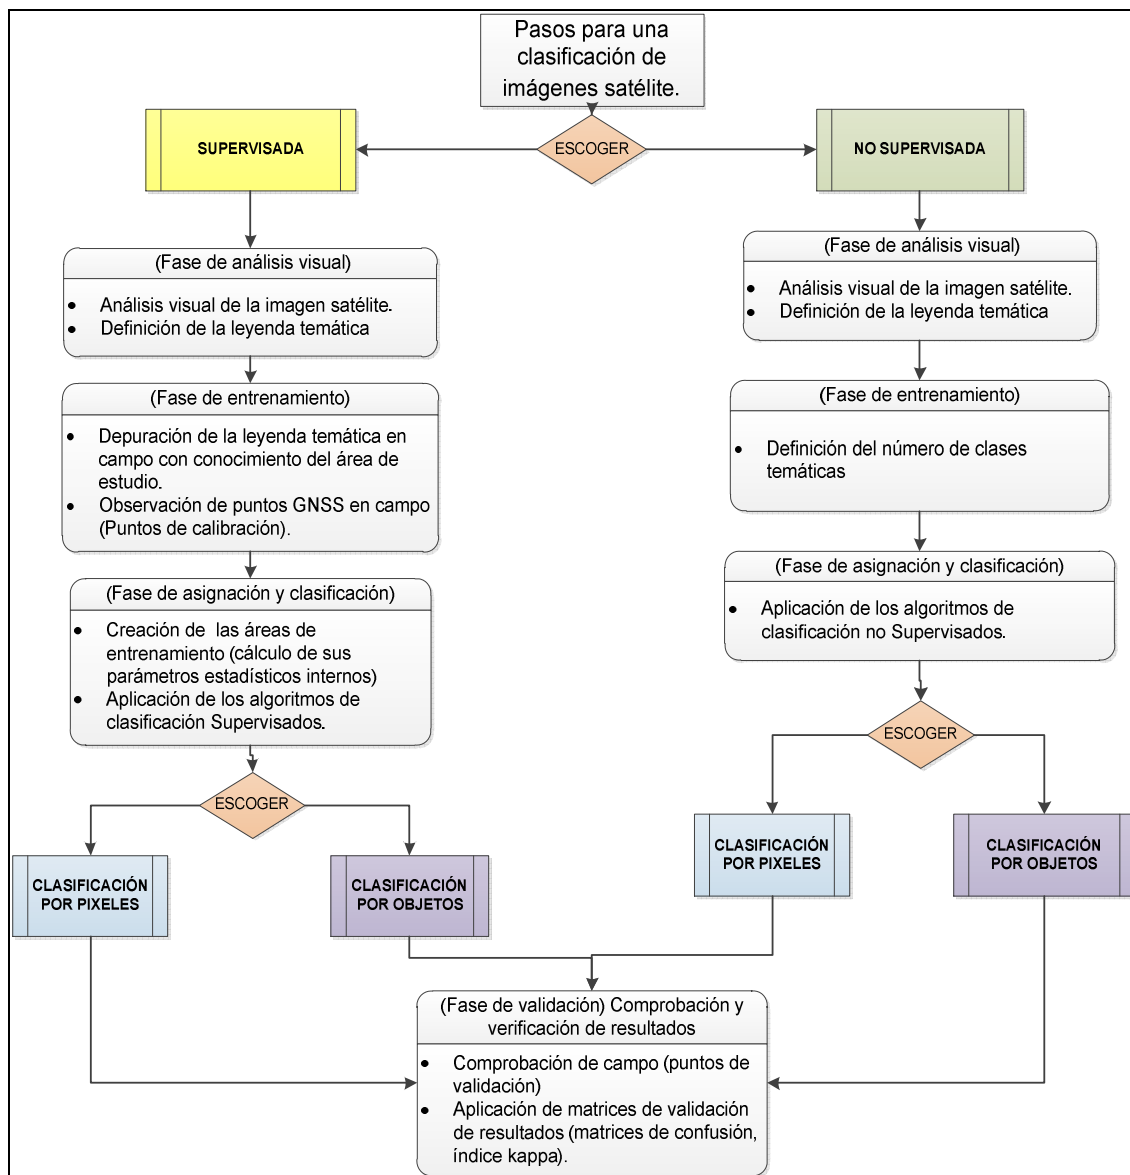 Pasos para una
clasificación de
imágenes satélite.
ESCOGER
SUPERVISADA
NO SUPERVISADA
(Fase de análisis visual)
• Análisis visual de la imagen satélite.
• Definición de la leyenda temática
(Fase de entrenamiento)
• Depuración de la leyenda temática en
campo con conocimiento del área de
estudio.
• Observación de puntos GNSS en campo
(Puntos de calibración).
(Fase de asignación y clasificación)
• Creación de las áreas de
entrenamiento (cálculo de sus
parámetros estadísticos internos)
• Aplicación de los algoritmos de
clasificación Supervisados.
ESCOGER
CLASIFICACIÓN
POR PIXELES
CLASIFICACIÓN
POR OBJETOS
(Fase de análisis visual)
• Análisis visual de la imagen satélite.
• Definición de la leyenda temática
(Fase de entrenamiento)
• Definición del número de clases
temáticas
(Fase de asignación y clasificación)
• Aplicación de los algoritmos de
clasificación no Supervisados.
ESCOGER
CLASIFICACIÓN
POR PIXELES
CLASIFICACIÓN
POR OBJETOS
(Fase de validación) Comprobación y
verificación de resultados
• Comprobación de campo (puntos de
validación)
• Aplicación de matrices de validación
de resultados (matrices de confusión,
índice kappa).